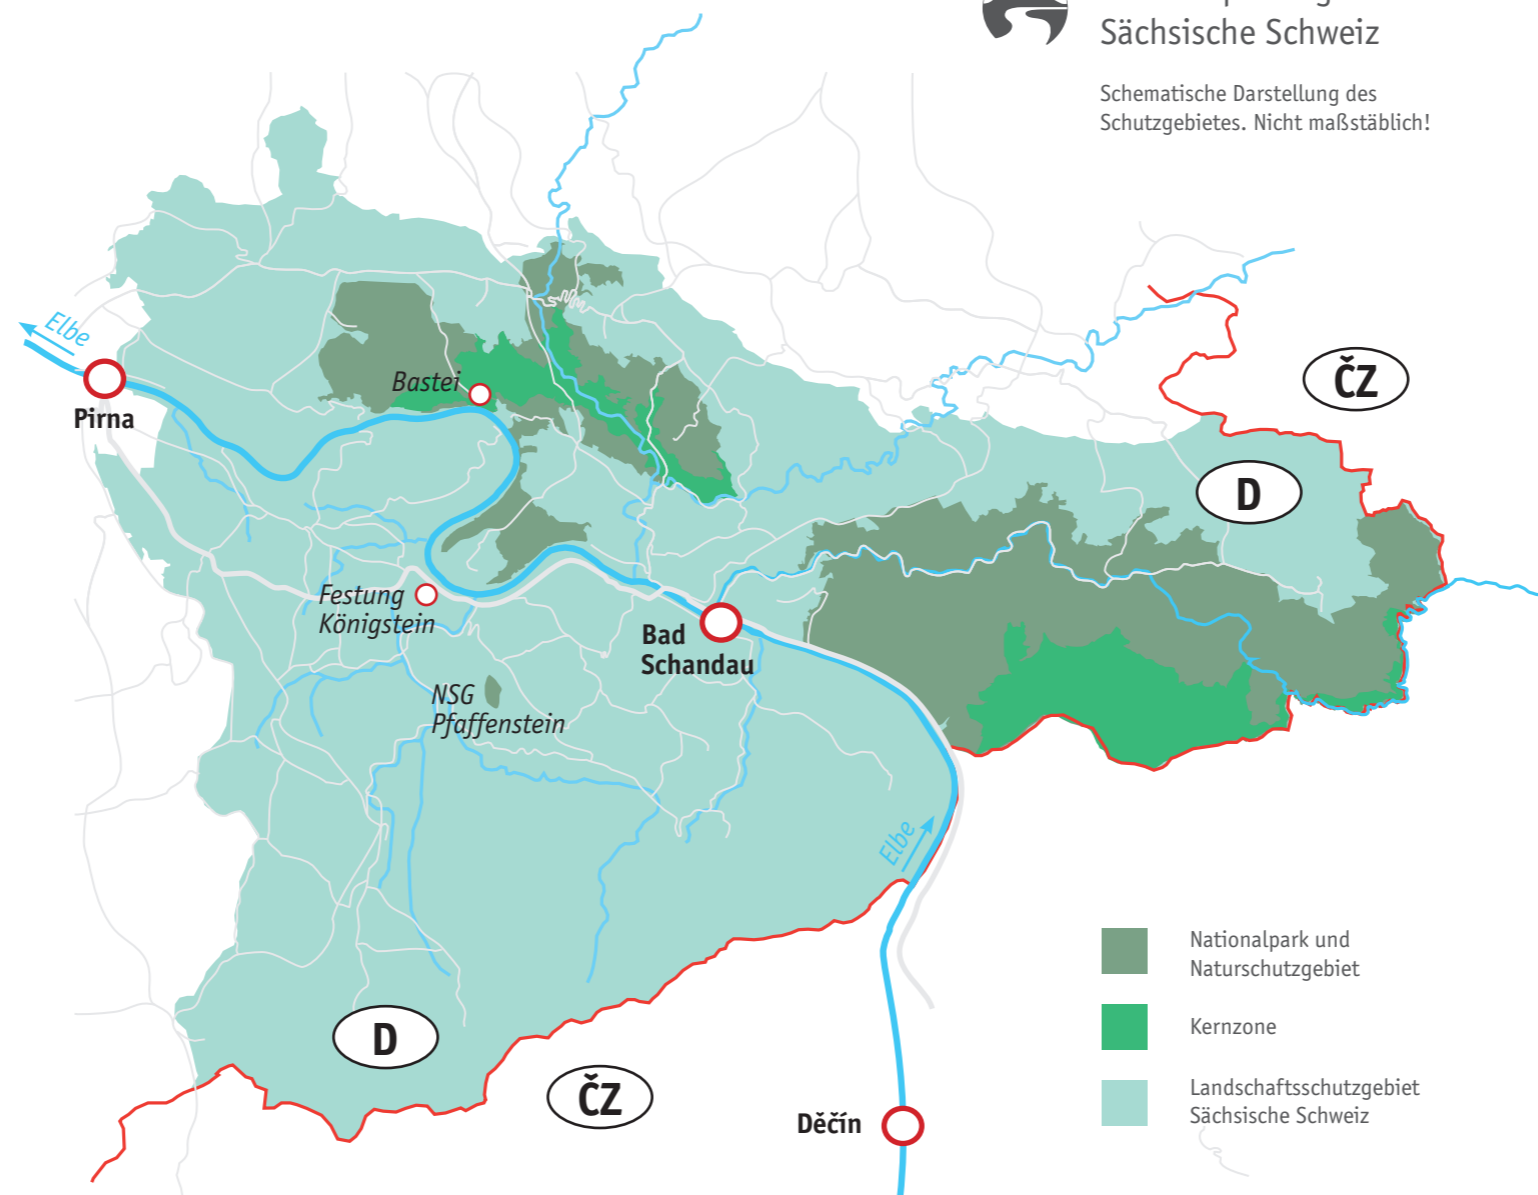 Sächsische Schweiz
Schematische Darstellung des
Schutzgebietes. Nicht maßstäblich!
Elbe
Pirna
Bastei
ČZ
D
Festung
Königstein
Bad
Schandau
NSG
Pfaffenstein
Elbe
D
ČZ
Děčín
Nationalpark und
Naturschutzgebiet
Kernzone
Landschaftsschutzgebiet
Sächsische Schweiz